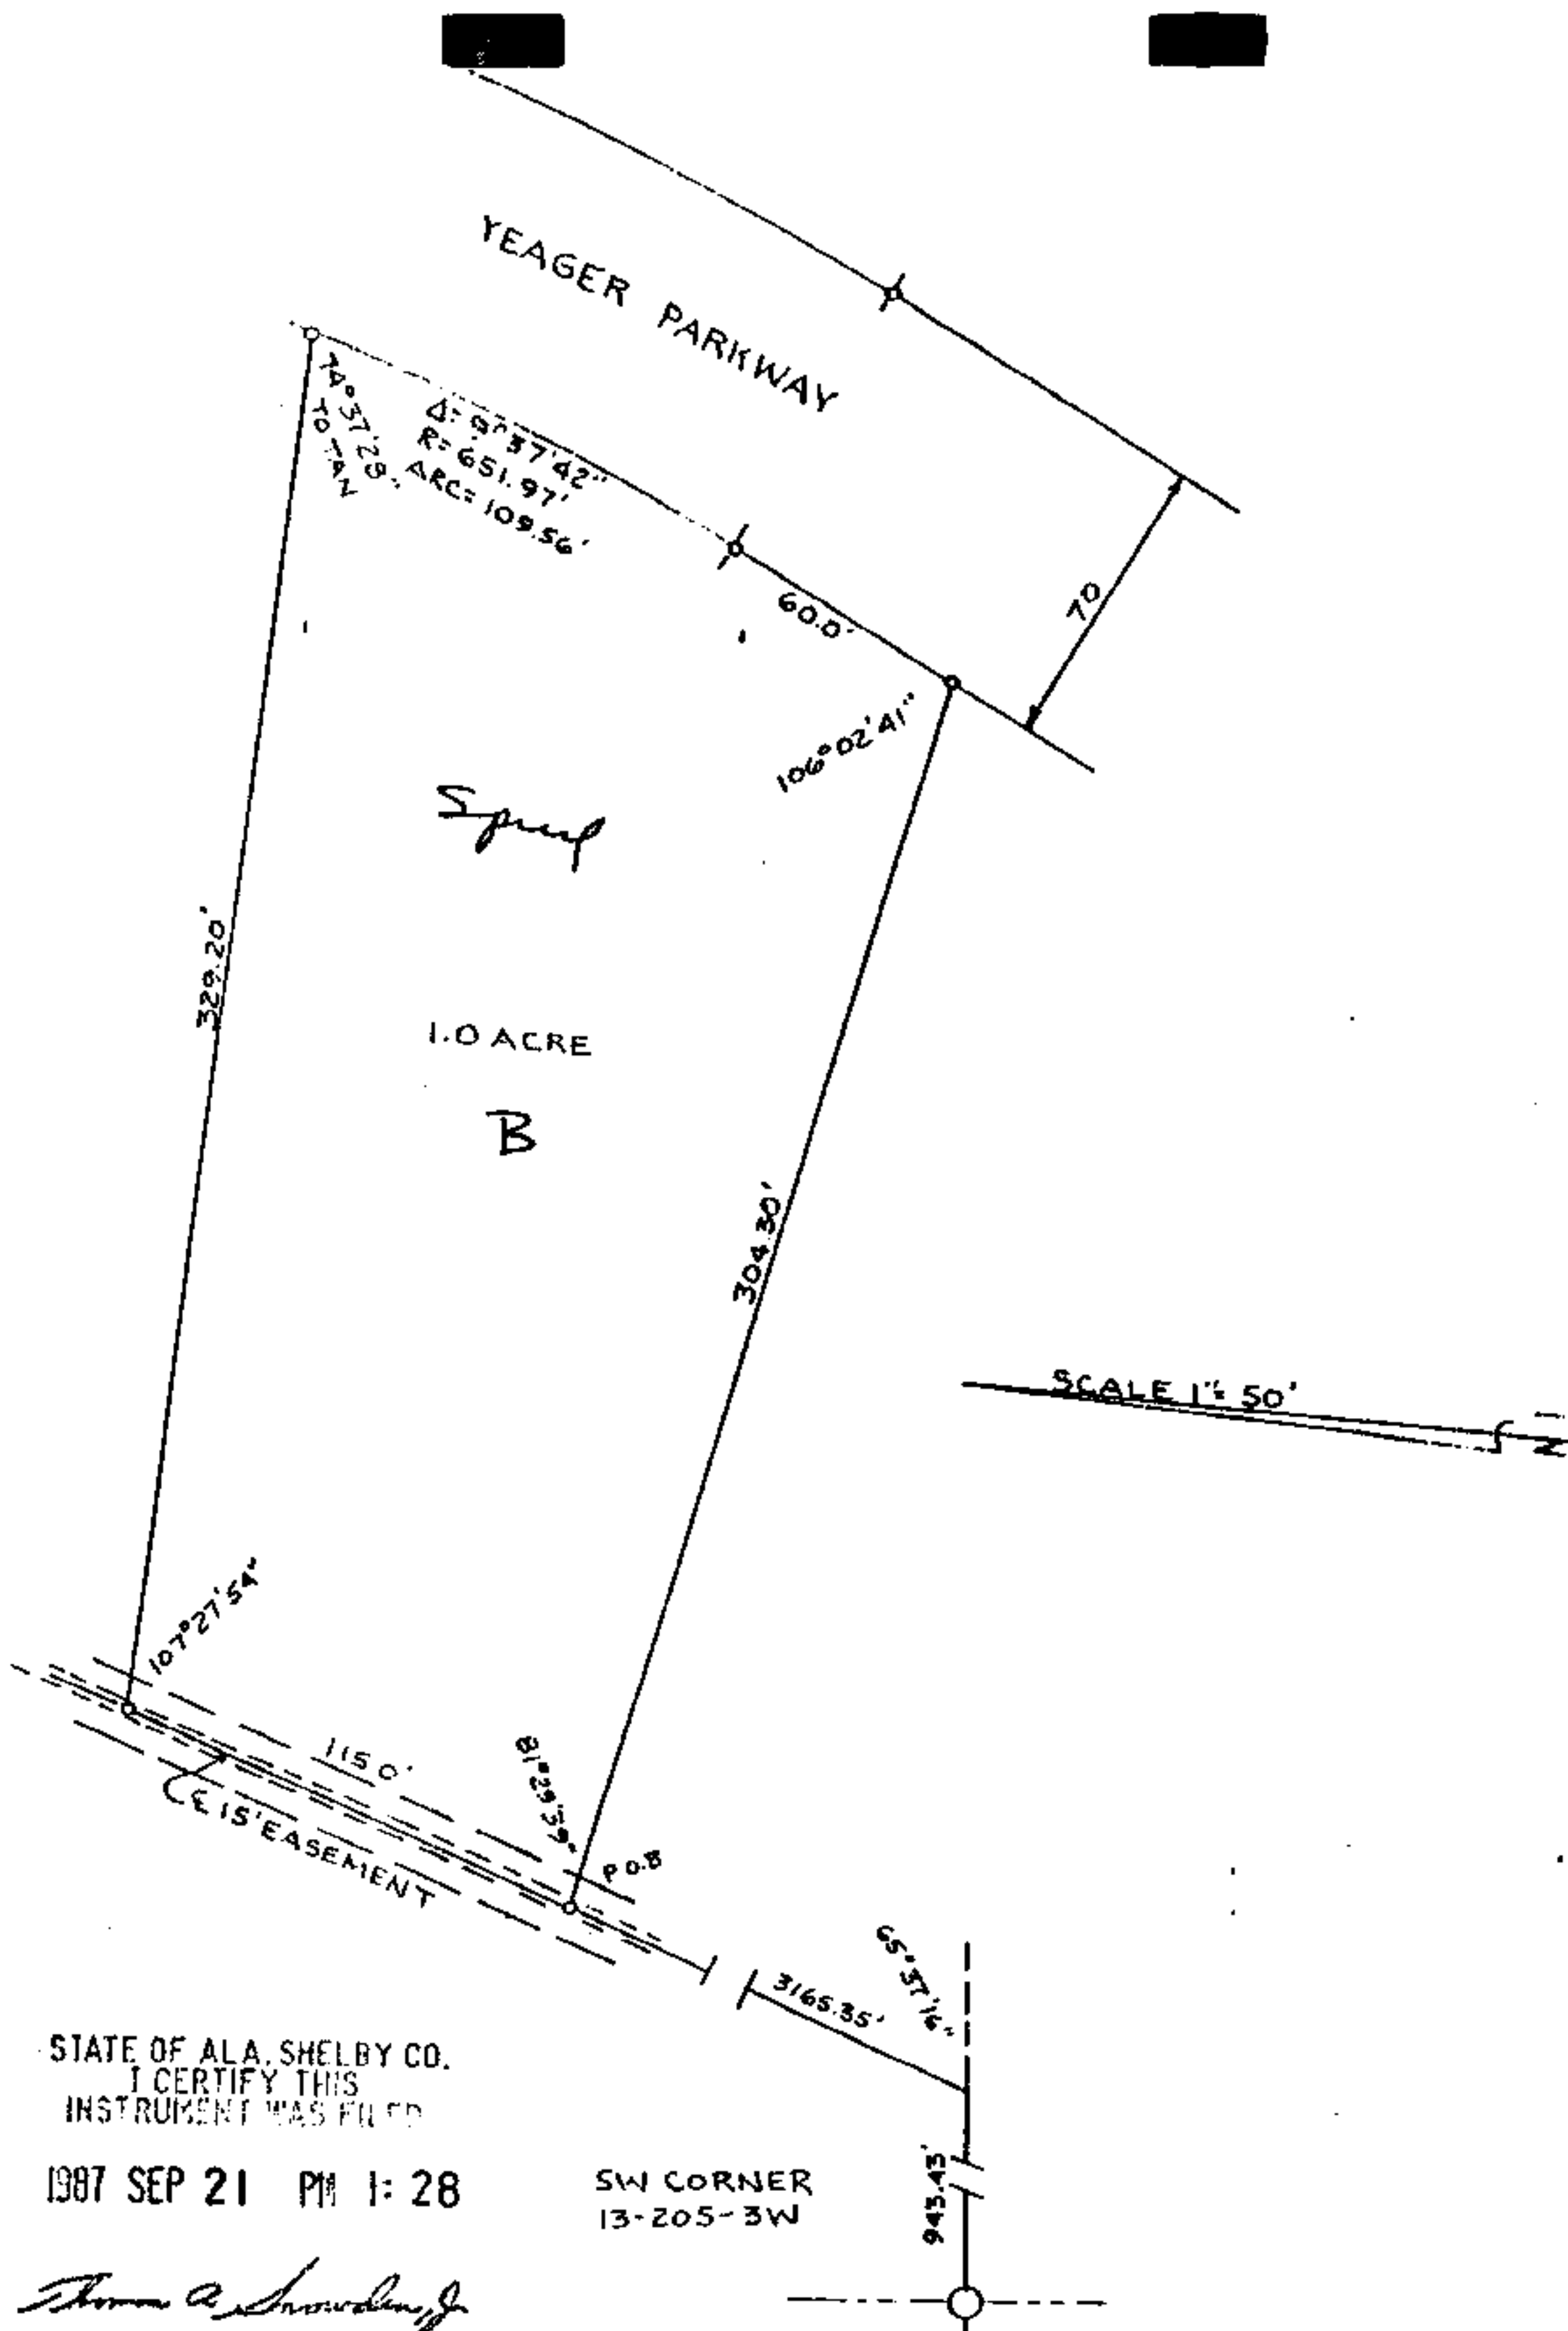 YEAGER PARKWAY
74°37'29"
TO TAN
Δ= 9°37'42"
R= 651.97'
ARC= 109.56'
60.0'
70
106°02'41"
329.20'
1.0 ACRE
B
304.30'
SCALE 1"= 50'
N
107°27'54"
115.0'
81°29'39"
P.O.B
℄ 15' EASEMENT
3165.35'
STATE OF ALA. SHELBY CO.
I CERTIFY THIS
INSTRUMENT WAS FILED
1987 SEP 21 PM 1:28
SW CORNER
13-20S-3W
943.43'